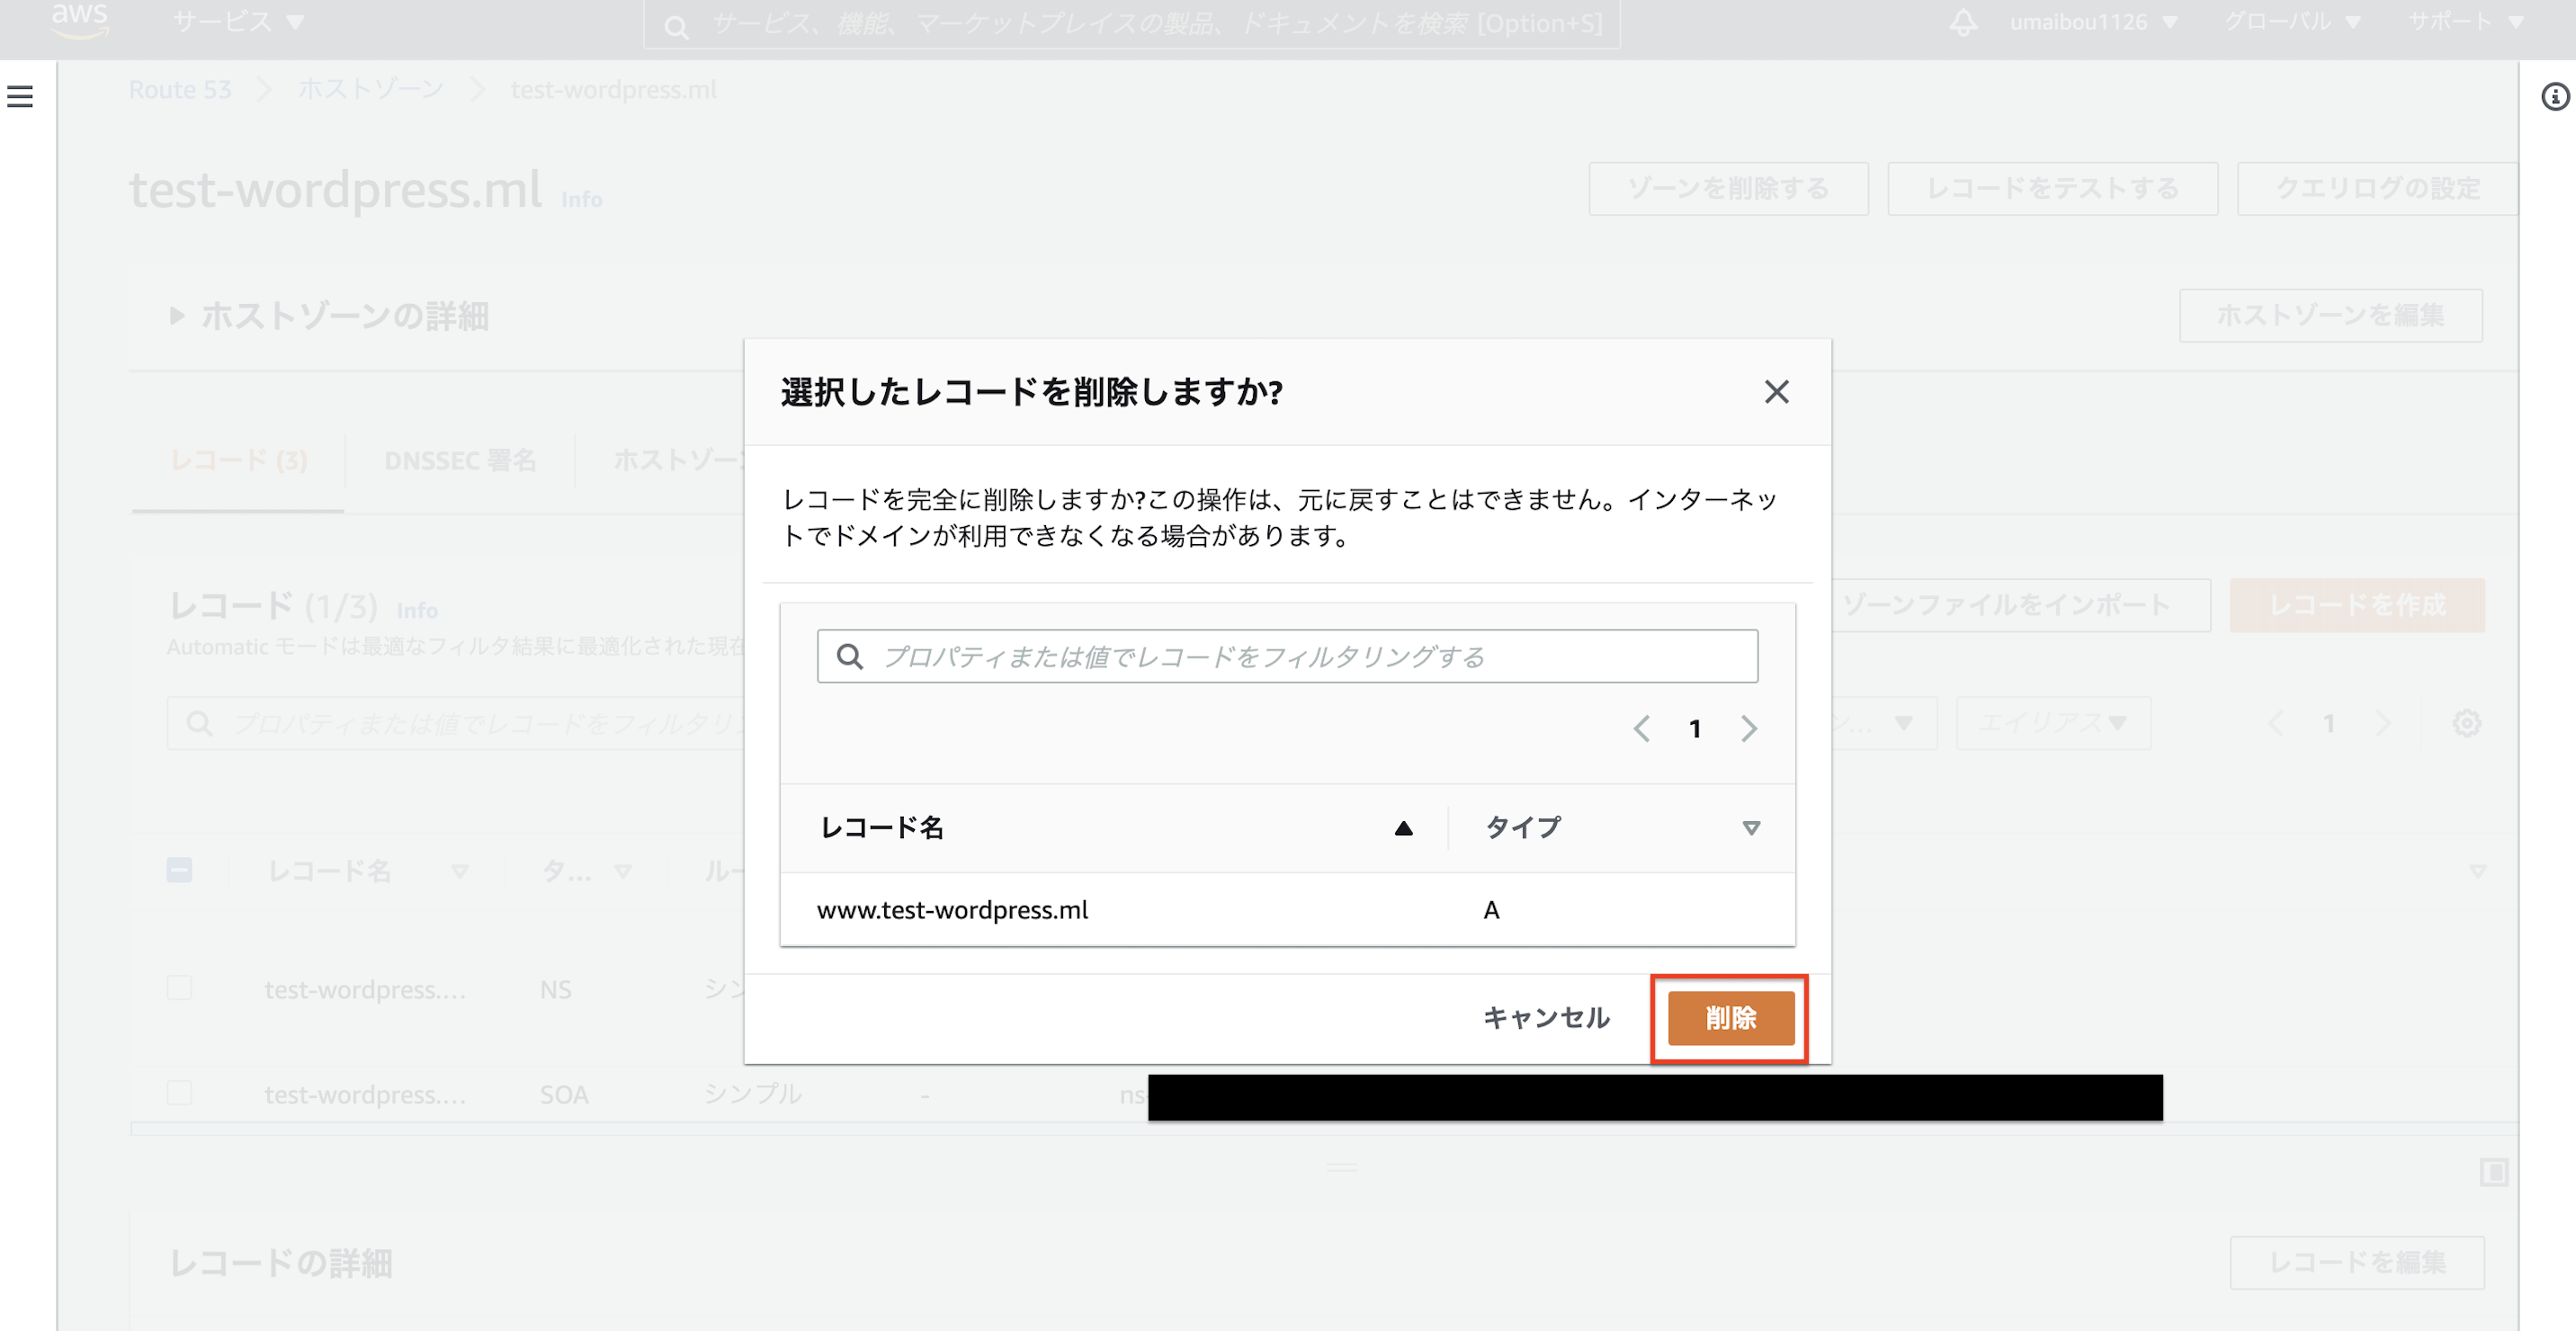 aws
サービス
サービス、機能、マーケットプレイスの製品、ドキュメントを検索 [Option+S]
umaibou1126
グローバル
サポート
Route 53
ホストゾーン
test-wordpress.ml
test-wordpress.ml Info
ゾーンを削除する
レコードをテストする
クエリログの設定
ホストゾーンの詳細
ホストゾーンを編集
選択したレコードを削除しますか?
レコード (3)
DNSSEC 署名
ホストゾーン
レコードを完全に削除しますか?この操作は、元に戻すことはできません。インターネッ
トでドメインが利用できなくなる場合があります。
レコード (1/3) Info
ゾーンファイルをインポート
レコードを作成
Automatic モードは最適なフィルタ結果に最適化された現在
プロパティまたは値でレコードをフィルタリングする
プロパティまたは値でレコードをフィルタリン
ン...
エイリアス
1
1
レコード名
タイプ
レコード名
タ...
ルー
www.test-wordpress.ml
A
test-wordpress....
NS
シン
キャンセル
削除
test-wordpress....
SOA
シンプル
-
ns-
レコードの詳細
レコードを編集